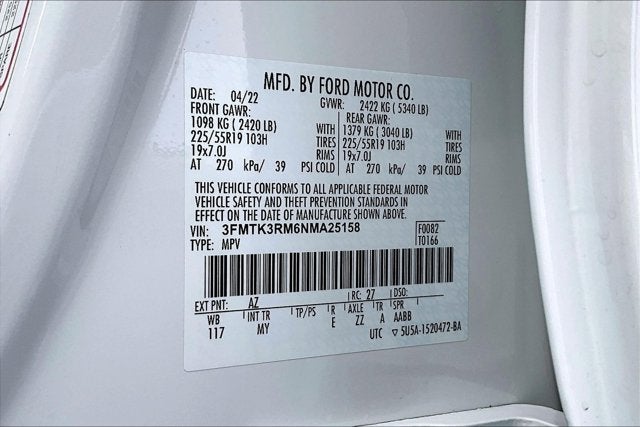 MFD. BY FORD MOTOR CO.
DATE: 04/22 GVWR: 2422 KG ( 5340 LB)
FRONT GAWR: REAR GAWR:
1098 KG ( 2420 LB) WITH 1379 KG ( 3040 LB) WITH
225/55R19 103H TIRES 225/55R19 103H TIRES
19x7.0J RIMS 19x7.0J RIMS
AT 270 kPa/ 39 PSI COLD AT 270 kPa/ 39 PSI COLD
THIS VEHICLE CONFORMS TO ALL APPLICABLE FEDERAL MOTOR
VEHICLE SAFETY AND THEFT PREVENTION STANDARDS IN
EFFECT ON THE DATE OF MANUFACTURE SHOWN ABOVE.
VIN: 3FMTK3RM6NMA25158 F0082
TYPE: MPV T0166
EXT PNT: AZ RC: 27 DSO:
WB INT TR TP/PS R AXLE TR SPR
117 MY E ZZ A AABB
UTC ▽ 5U5A-1520472-BA